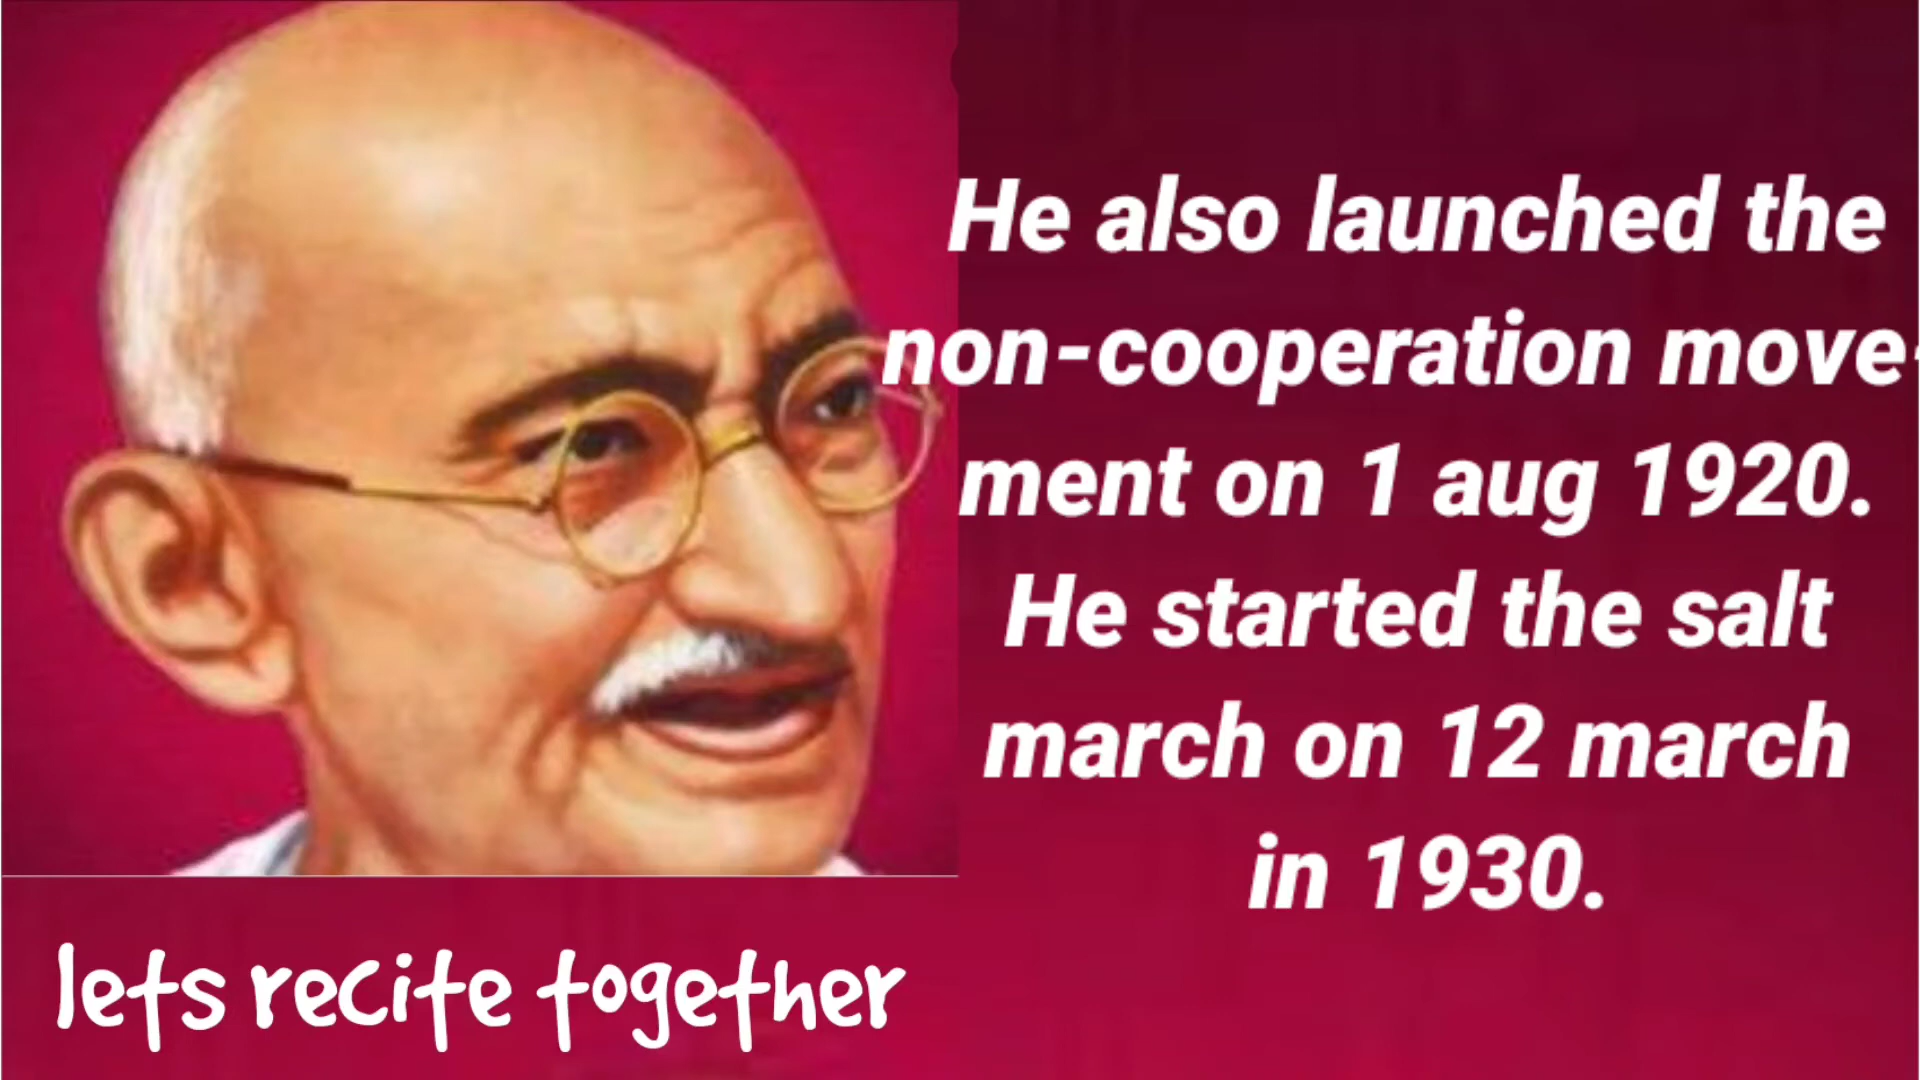 He also launched the
non-cooperation move-
ment on 1 aug 1920.
He started the salt
march on 12 march
in 1930.
lets recite together